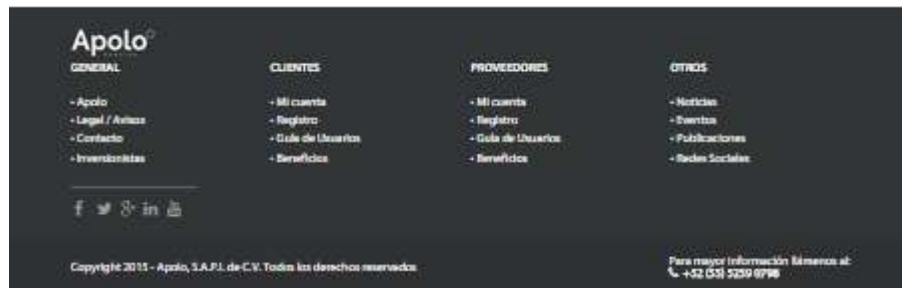 Apolo
GENERAL
- Apolo
- Legal / Avisos
- Contacto
- Inversionistas
CLIENTES
- Mi cuenta
- Registro
- Guía de Usuarios
- Beneficios
PROVEEDORES
- Mi cuenta
- Registro
- Guía de Usuarios
- Beneficios
OTROS
- Noticias
- Eventos
- Publicaciones
- Redes Sociales
Copyright 2015 - Apolo, S.A.P.I. de C.V. Todos los derechos reservados
Para mayor información llámenos al:
+52 (55) 5259 9798